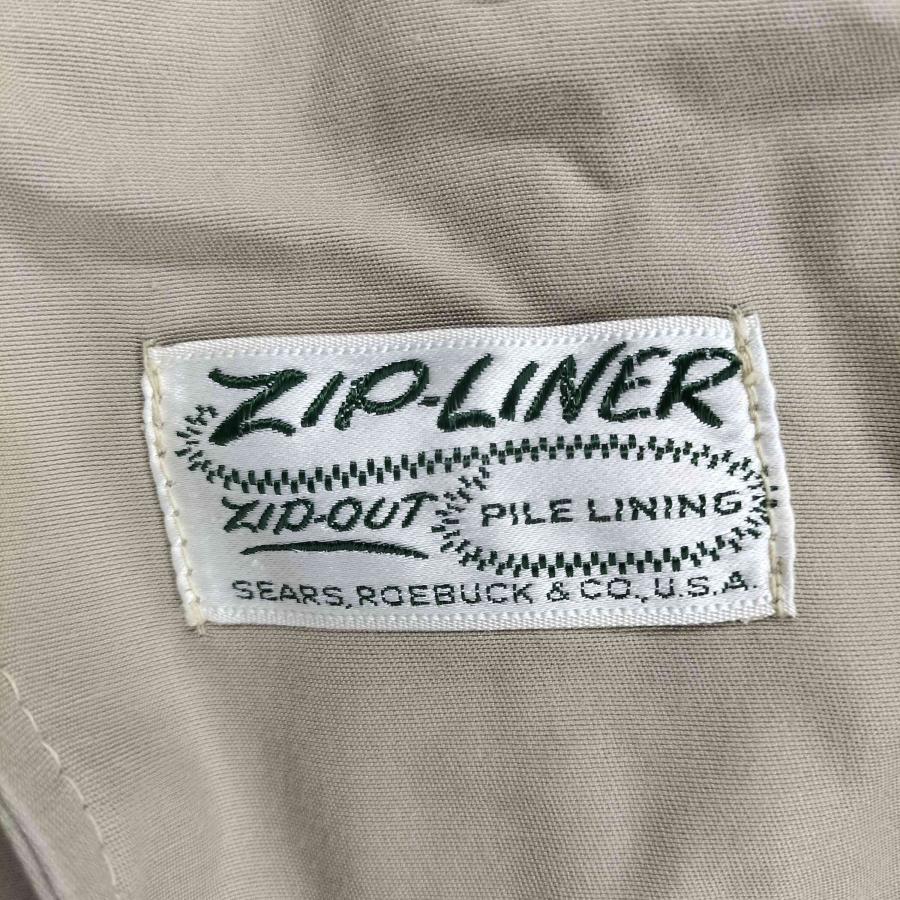 ZIP-LINER
ZIP-OUT
PILE LINING
SEARS, ROEBUCK & CO., U.S.A.